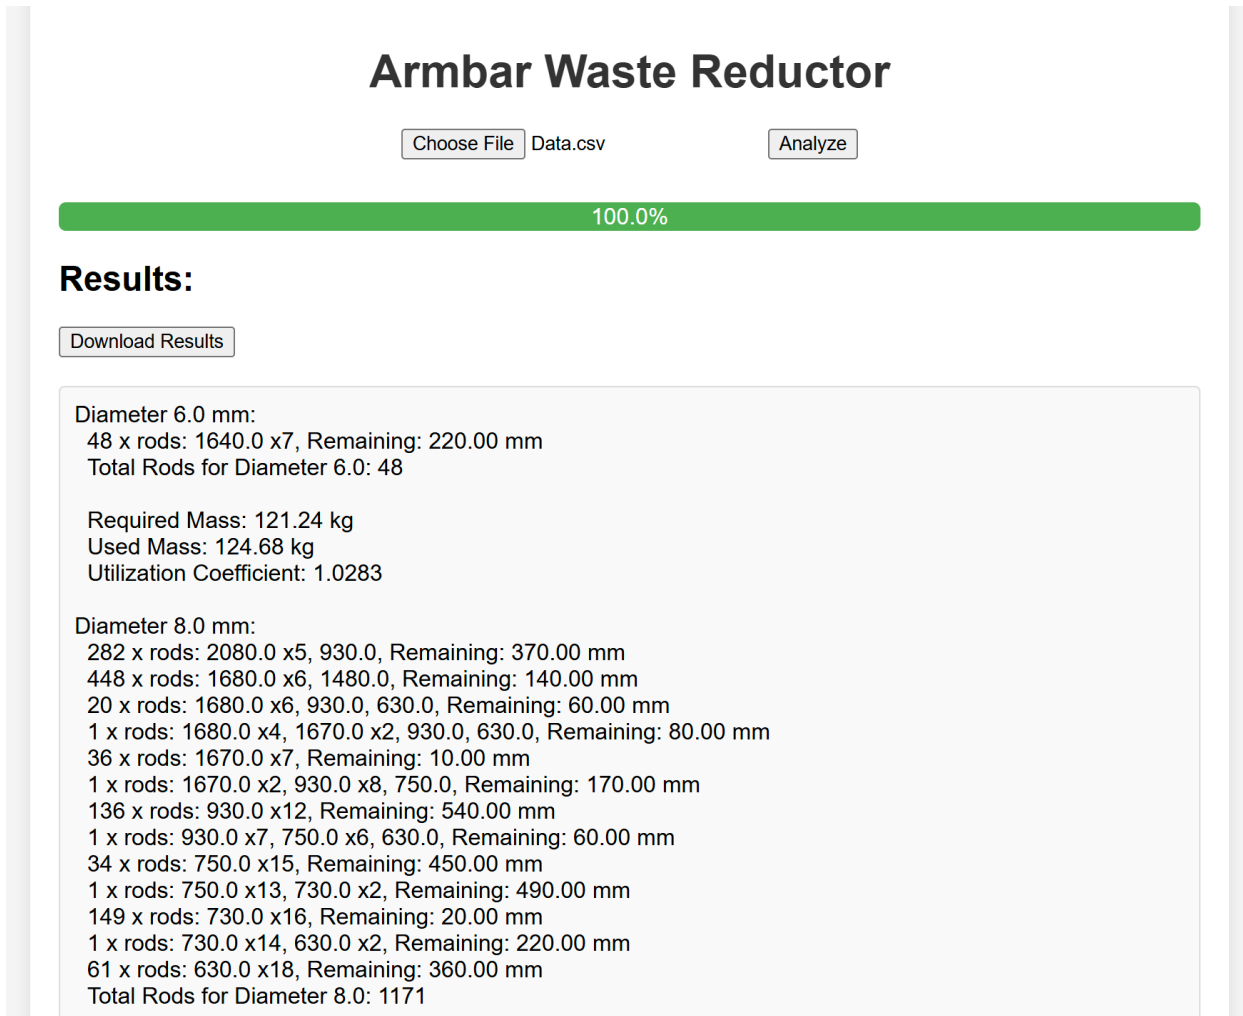 Armbar Waste Reductor
Choose File Data.csv Analyze
100.0%
Results:
Download Results
Diameter 6.0 mm:
48 x rods: 1640.0 x7, Remaining: 220.00 mm
Total Rods for Diameter 6.0: 48
Required Mass: 121.24 kg
Used Mass: 124.68 kg
Utilization Coefficient: 1.0283
Diameter 8.0 mm:
282 x rods: 2080.0 x5, 930.0, Remaining: 370.00 mm
448 x rods: 1680.0 x6, 1480.0, Remaining: 140.00 mm
20 x rods: 1680.0 x6, 930.0, 630.0, Remaining: 60.00 mm
1 x rods: 1680.0 x4, 1670.0 x2, 930.0, 630.0, Remaining: 80.00 mm
36 x rods: 1670.0 x7, Remaining: 10.00 mm
1 x rods: 1670.0 x2, 930.0 x8, 750.0, Remaining: 170.00 mm
136 x rods: 930.0 x12, Remaining: 540.00 mm
1 x rods: 930.0 x7, 750.0 x6, 630.0, Remaining: 60.00 mm
34 x rods: 750.0 x15, Remaining: 450.00 mm
1 x rods: 750.0 x13, 730.0 x2, Remaining: 490.00 mm
149 x rods: 730.0 x16, Remaining: 20.00 mm
1 x rods: 730.0 x14, 630.0 x2, Remaining: 220.00 mm
61 x rods: 630.0 x18, Remaining: 360.00 mm
Total Rods for Diameter 8.0: 1171